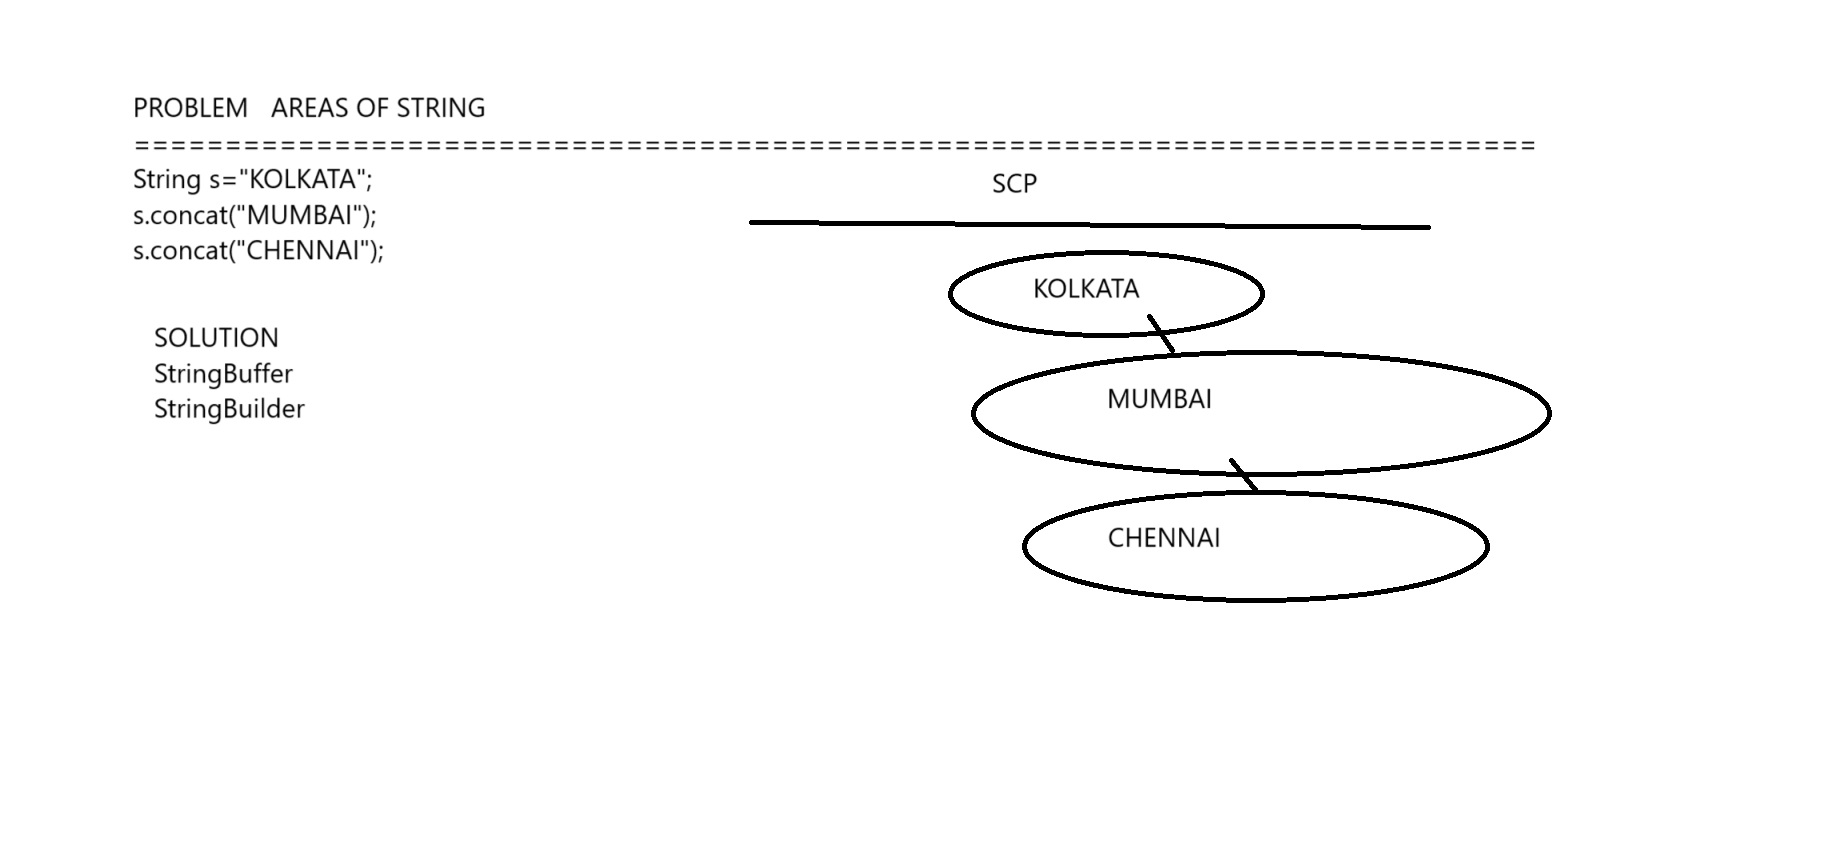 PROBLEM   AREAS OF STRING
=============================================================================
String s="KOLKATA";
s.concat("MUMBAI");
s.concat("CHENNAI");
SOLUTION
StringBuffer
StringBuilder
SCP
KOLKATA
MUMBAI
CHENNAI